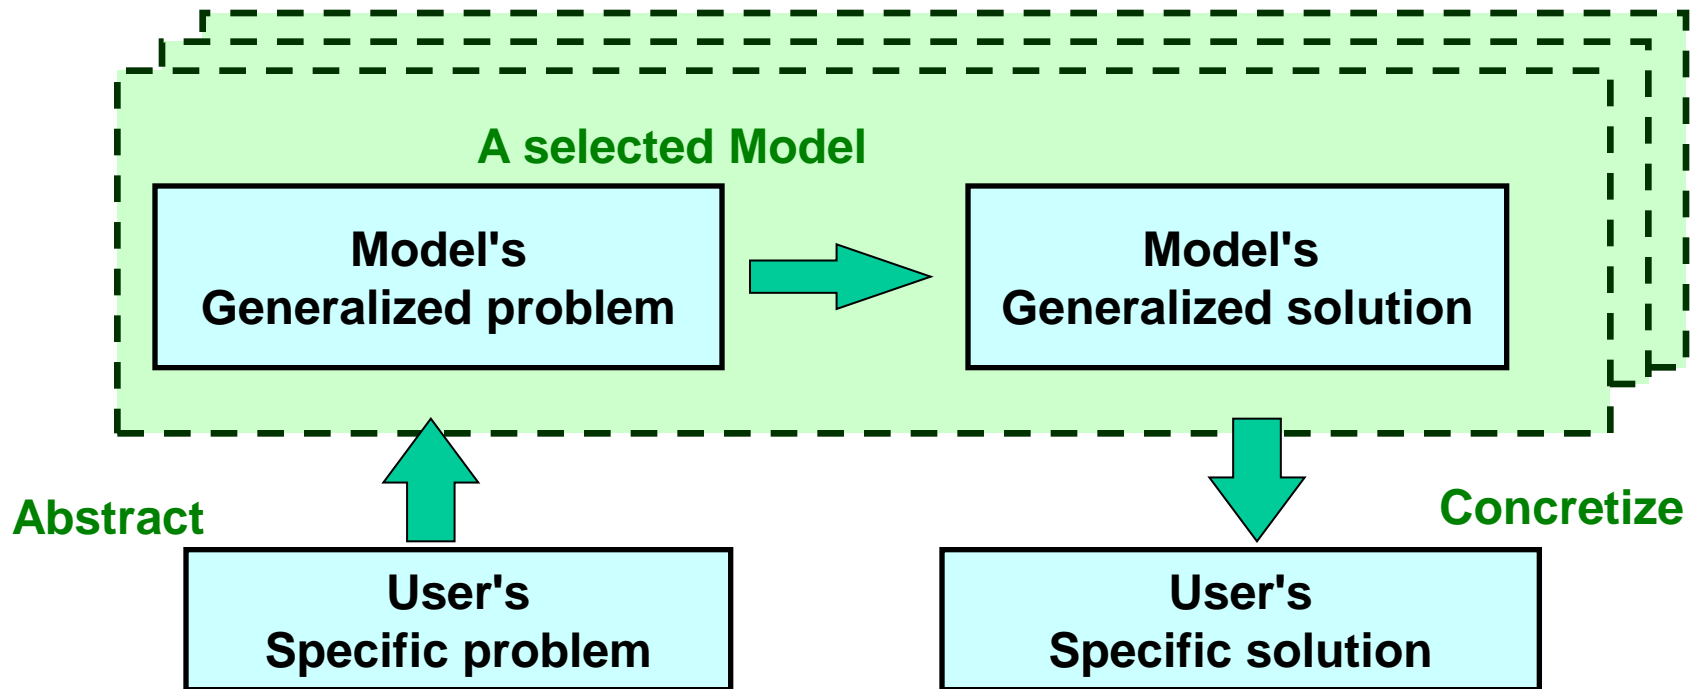 A selected Model
Model's
Generalized problem
Model's
Generalized solution
Abstract
Concretize
User's
Specific problem
User's
Specific solution